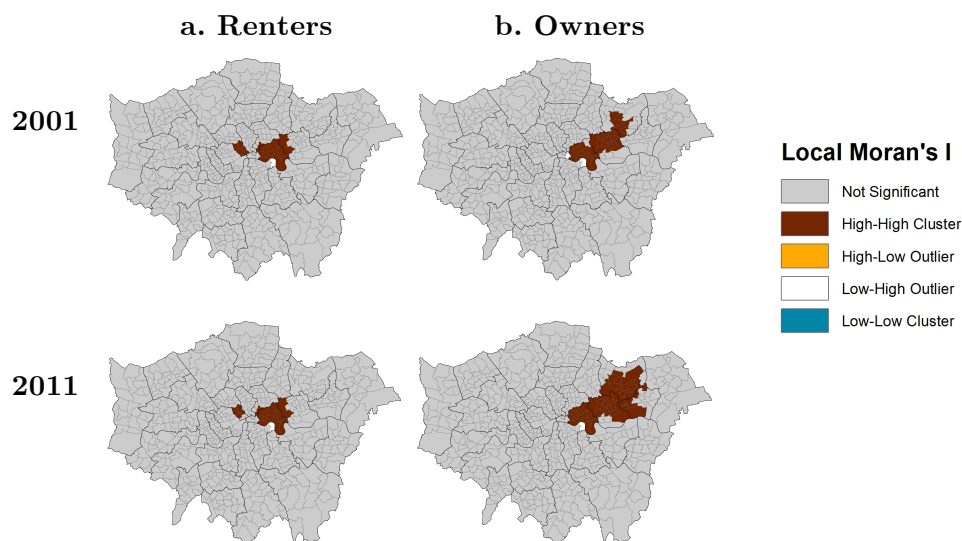 a. Renters
b. Owners
2001
2011
Local Moran's I
Not Significant
High-High Cluster
High-Low Outlier
Low-High Outlier
Low-Low Cluster